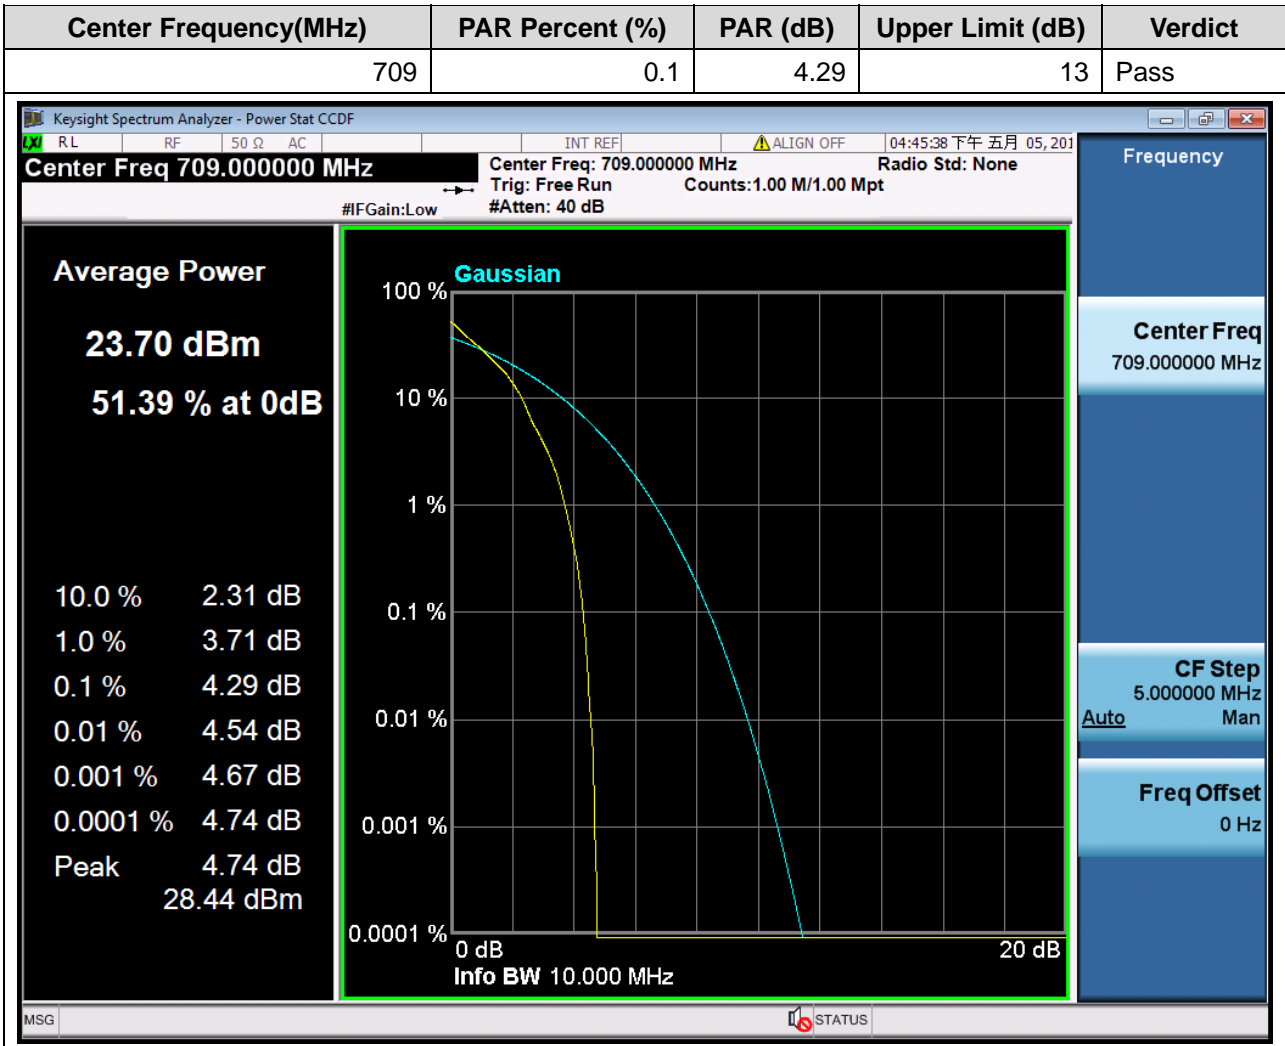 Center Frequency(MHz) PAR Percent (%) PAR (dB) Upper Limit (dB) Verdict
709 0.1 4.29 13 Pass
Keysight Spectrum Analyzer - Power Stat CCDF
LXI RL RF 50 Ω AC INT REF ALIGN OFF 04:45:38 下午 五月 05, 201
Center Freq 709.000000 MHz
Center Freq: 709.000000 MHz Radio Std: None
Trig: Free Run Counts:1.00 M/1.00 Mpt
#IFGain:Low #Atten: 40 dB
Frequency
Average Power
23.70 dBm
51.39 % at 0dB
10.0 % 2.31 dB
1.0 % 3.71 dB
0.1 % 4.29 dB
0.01 % 4.54 dB
0.001 % 4.67 dB
0.0001 % 4.74 dB
Peak 4.74 dB
28.44 dBm
Gaussian
100 %
10 %
1 %
0.1 %
0.01 %
0.001 %
0.0001 %
0 dB 20 dB
Info BW 10.000 MHz
Center Freq
709.000000 MHz
CF Step
5.000000 MHz
Auto Man
Freq Offset
0 Hz
MSG STATUS